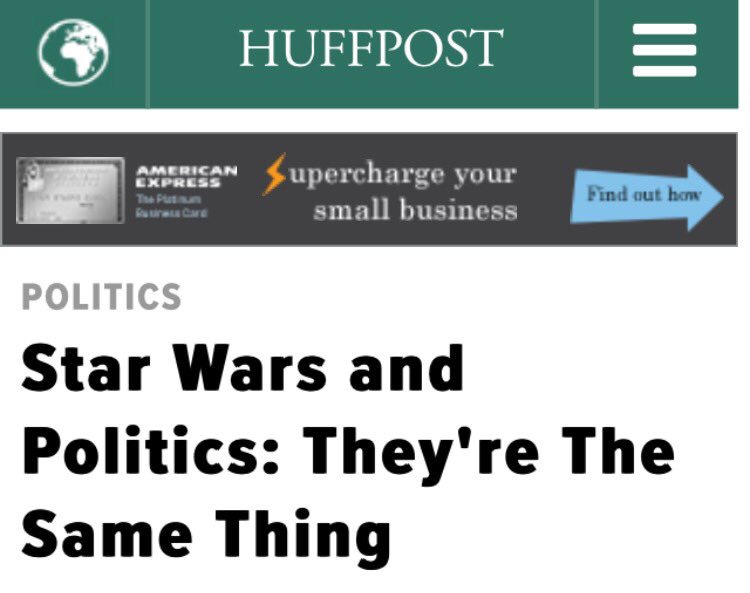 HUFFPOST
AMERICAN
EXPRESS
The Platinum
Business Card
upercharge your
small business
Find out how
POLITICS
Star Wars and
Politics: They're The
Same Thing